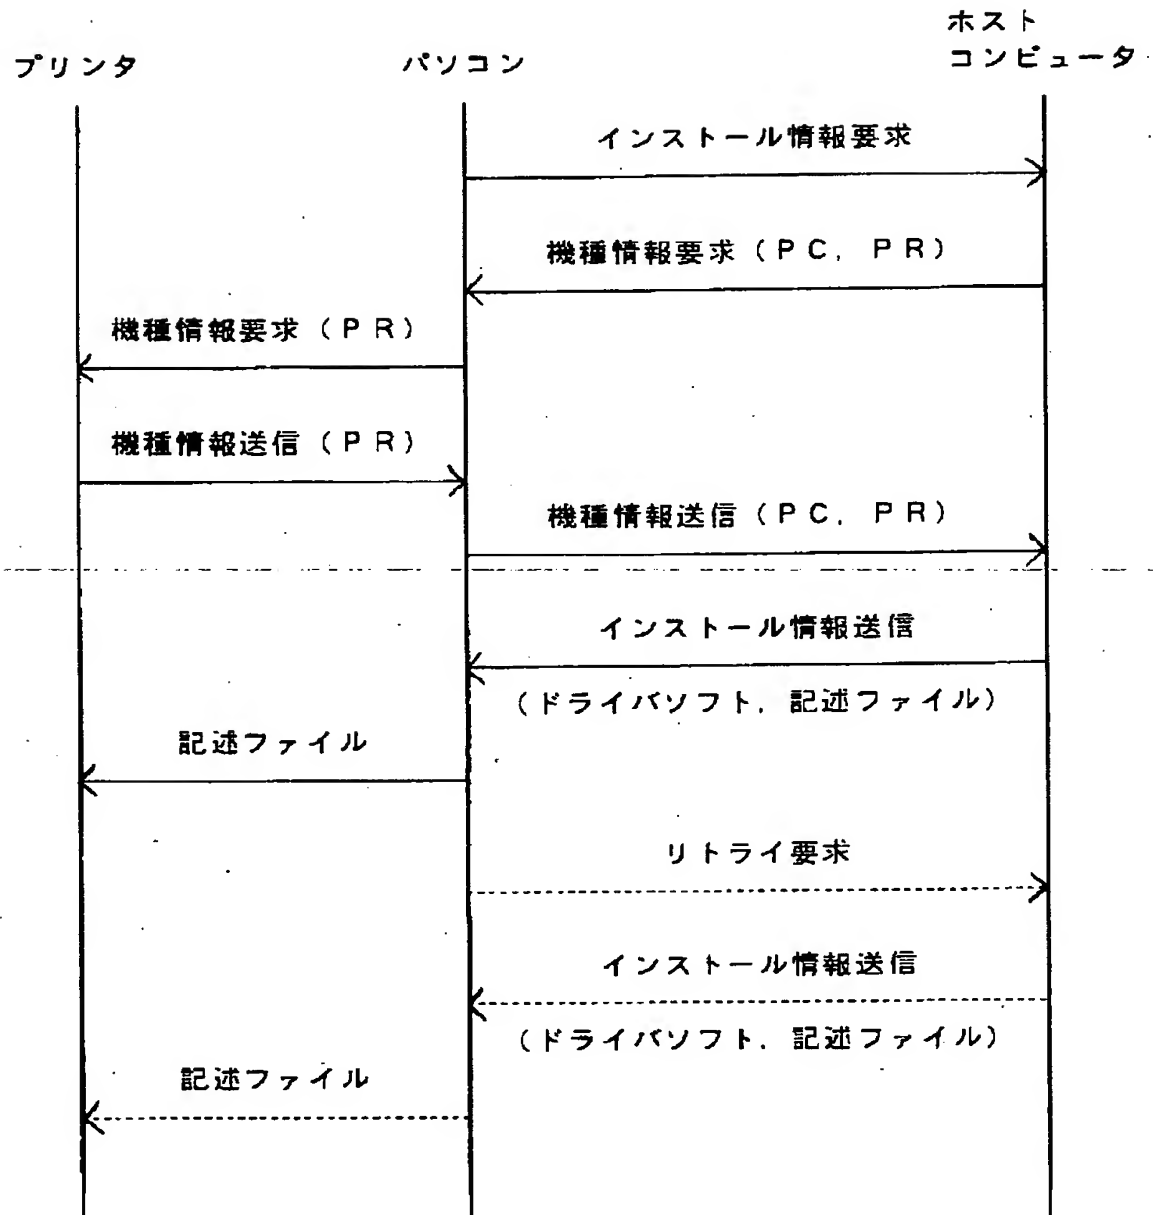 プリンタ
パソコン
ホスト
コンピュータ
インストール情報要求
機種情報要求（ＰＣ，ＰＲ）
機種情報要求（ＰＲ）
機種情報送信（ＰＲ）
機種情報送信（ＰＣ，ＰＲ）
インストール情報送信
（ドライバソフト，記述ファイル）
記述ファイル
リトライ要求
インストール情報送信
（ドライバソフト，記述ファイル）
記述ファイル